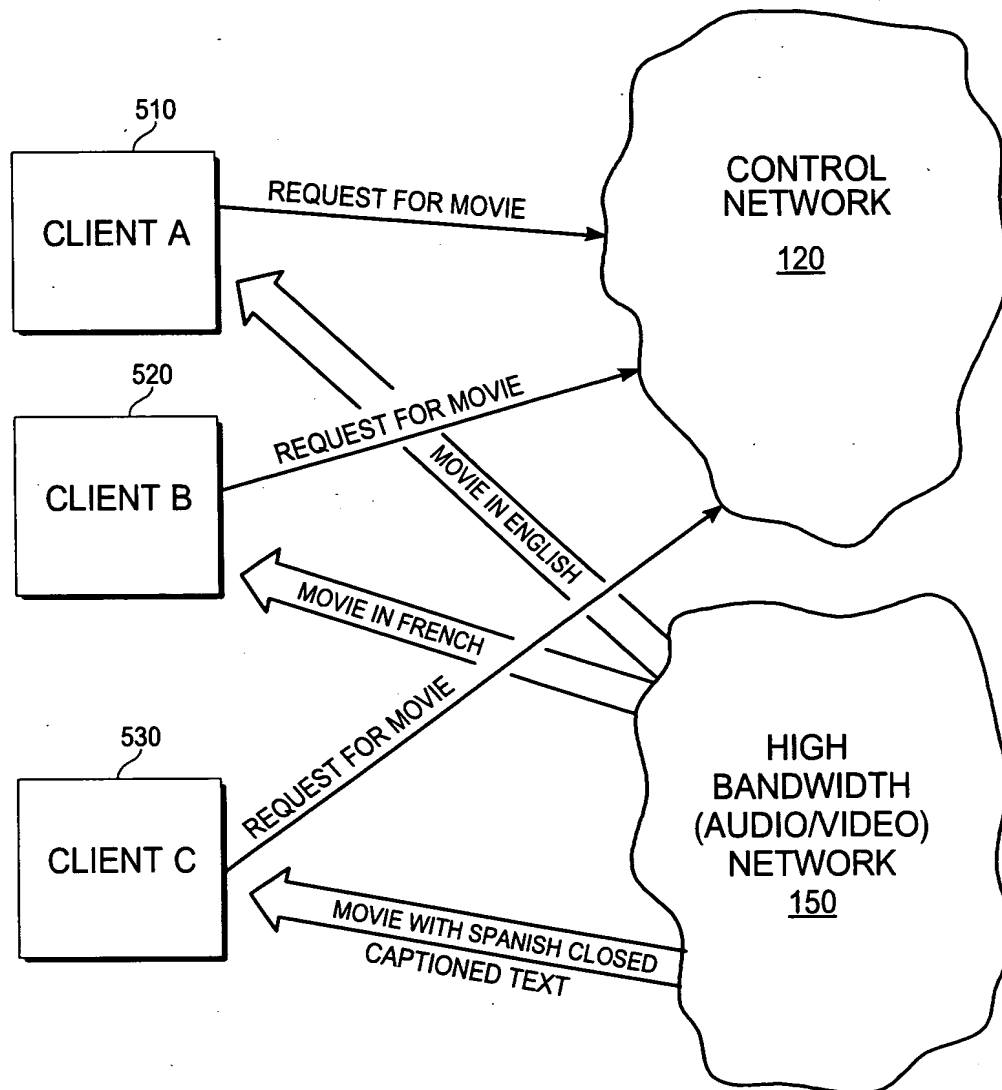 510
CLIENT A
REQUEST FOR MOVIE
CONTROL
NETWORK
120
520
CLIENT B
REQUEST FOR MOVIE
MOVIE IN ENGLISH
MOVIE IN FRENCH
530
CLIENT C
REQUEST FOR MOVIE
HIGH
BANDWIDTH
(AUDIO/VIDEO)
NETWORK
150
MOVIE WITH SPANISH CLOSED
CAPTIONED TEXT